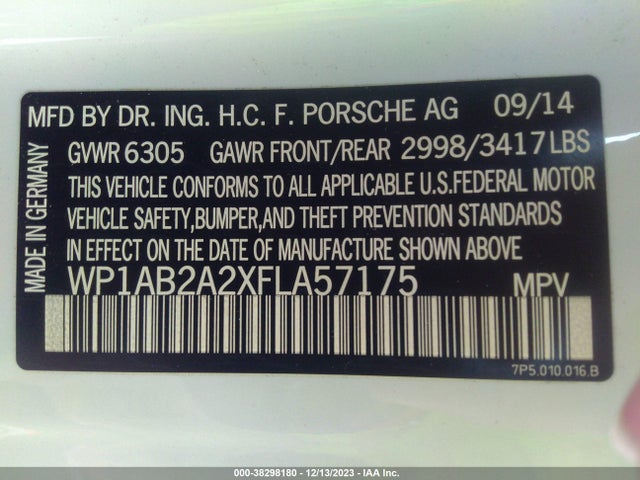 MFD BY DR. ING. H.C. F. PORSCHE AG 09/14
GVWR 6305 GAWR FRONT/REAR 2998/3417LBS
THIS VEHICLE CONFORMS TO ALL APPLICABLE U.S.FEDERAL MOTOR
VEHICLE SAFETY,BUMPER,AND THEFT PREVENTION STANDARDS
IN EFFECT ON THE DATE OF MANUFACTURE SHOWN ABOVE
WP1AB2A2XFLA57175 MPV
MADE IN GERMANY
7P5.010.016.B
000-38298180 - 12/13/2023 - IAA Inc.